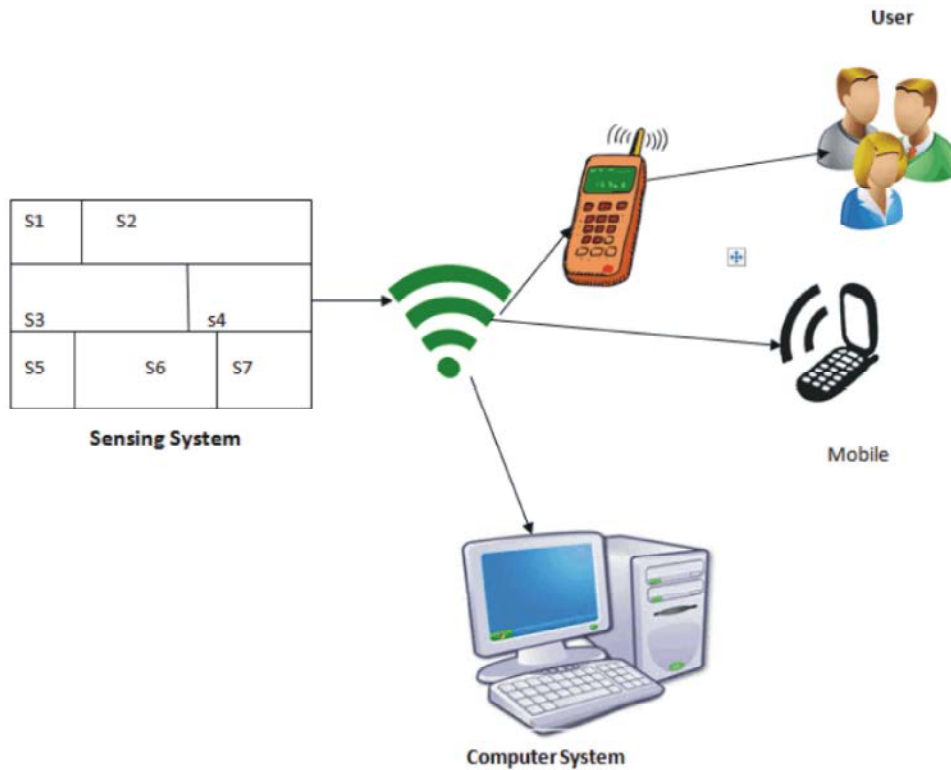 User
S1 S2
S3 s4
S5 S6 S7
Sensing System
Mobile
Computer System